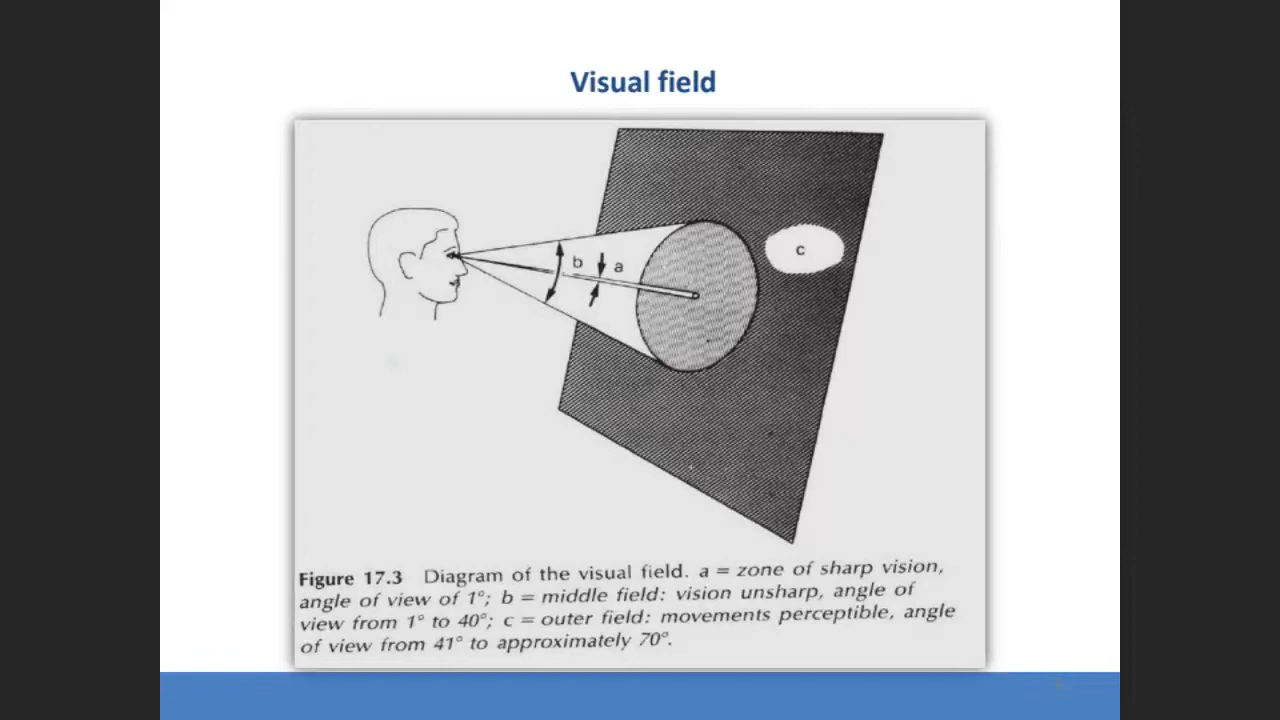 Visual field
b
a
c
Figure 17.3 Diagram of the visual field. a = zone of sharp vision,
angle of view of 1°; b = middle field: vision unsharp, angle of
view from 1° to 40°; c = outer field: movements perceptible, angle
of view from 41° to approximately 70°.